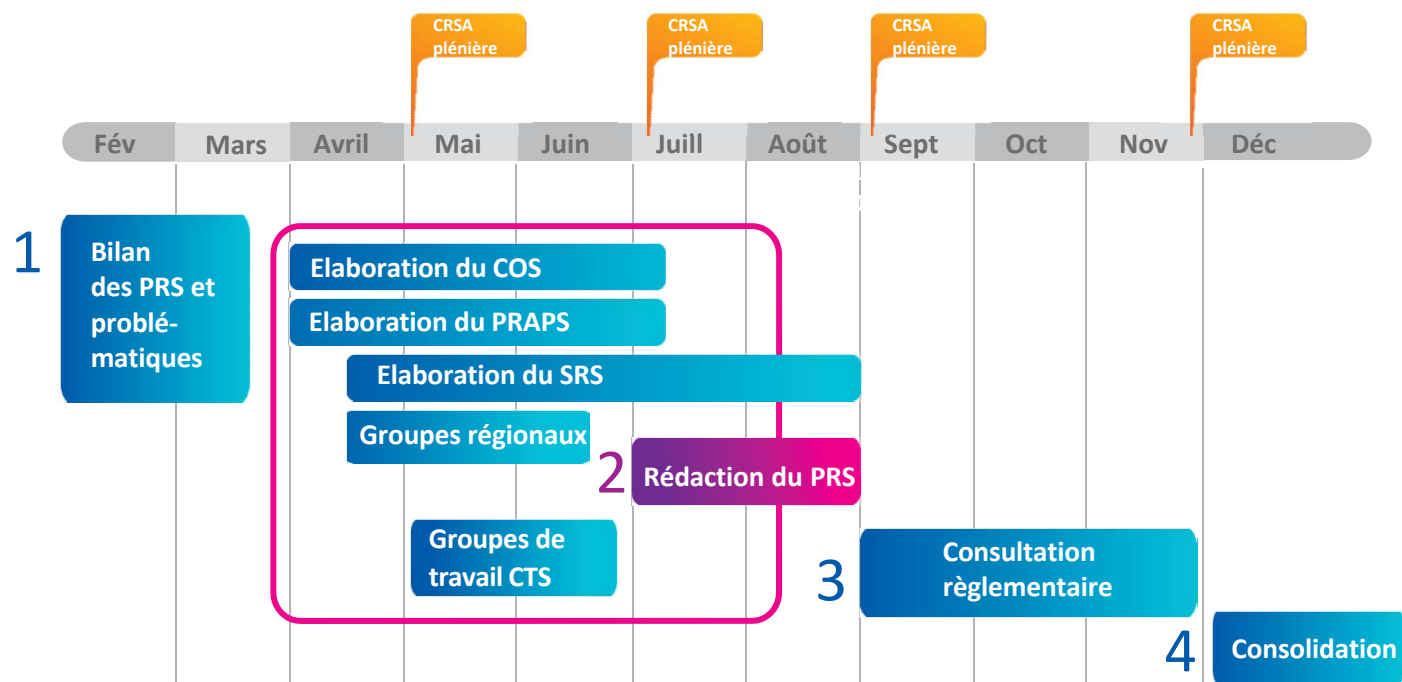 CRSA
plénière
CRSA
plénière
CRSA
plénière
CRSA
plénière
Fév Mars Avril Mai Juin Juill Août Sept Oct Nov Déc
1
Bilan
des PRS et
problé-
matiques
Elaboration du COS
Elaboration du PRAPS
Elaboration du SRS
Groupes régionaux
2
Rédaction du PRS
Groupes de
travail CTS
3
Consultation
règlementaire
4
Consolidation